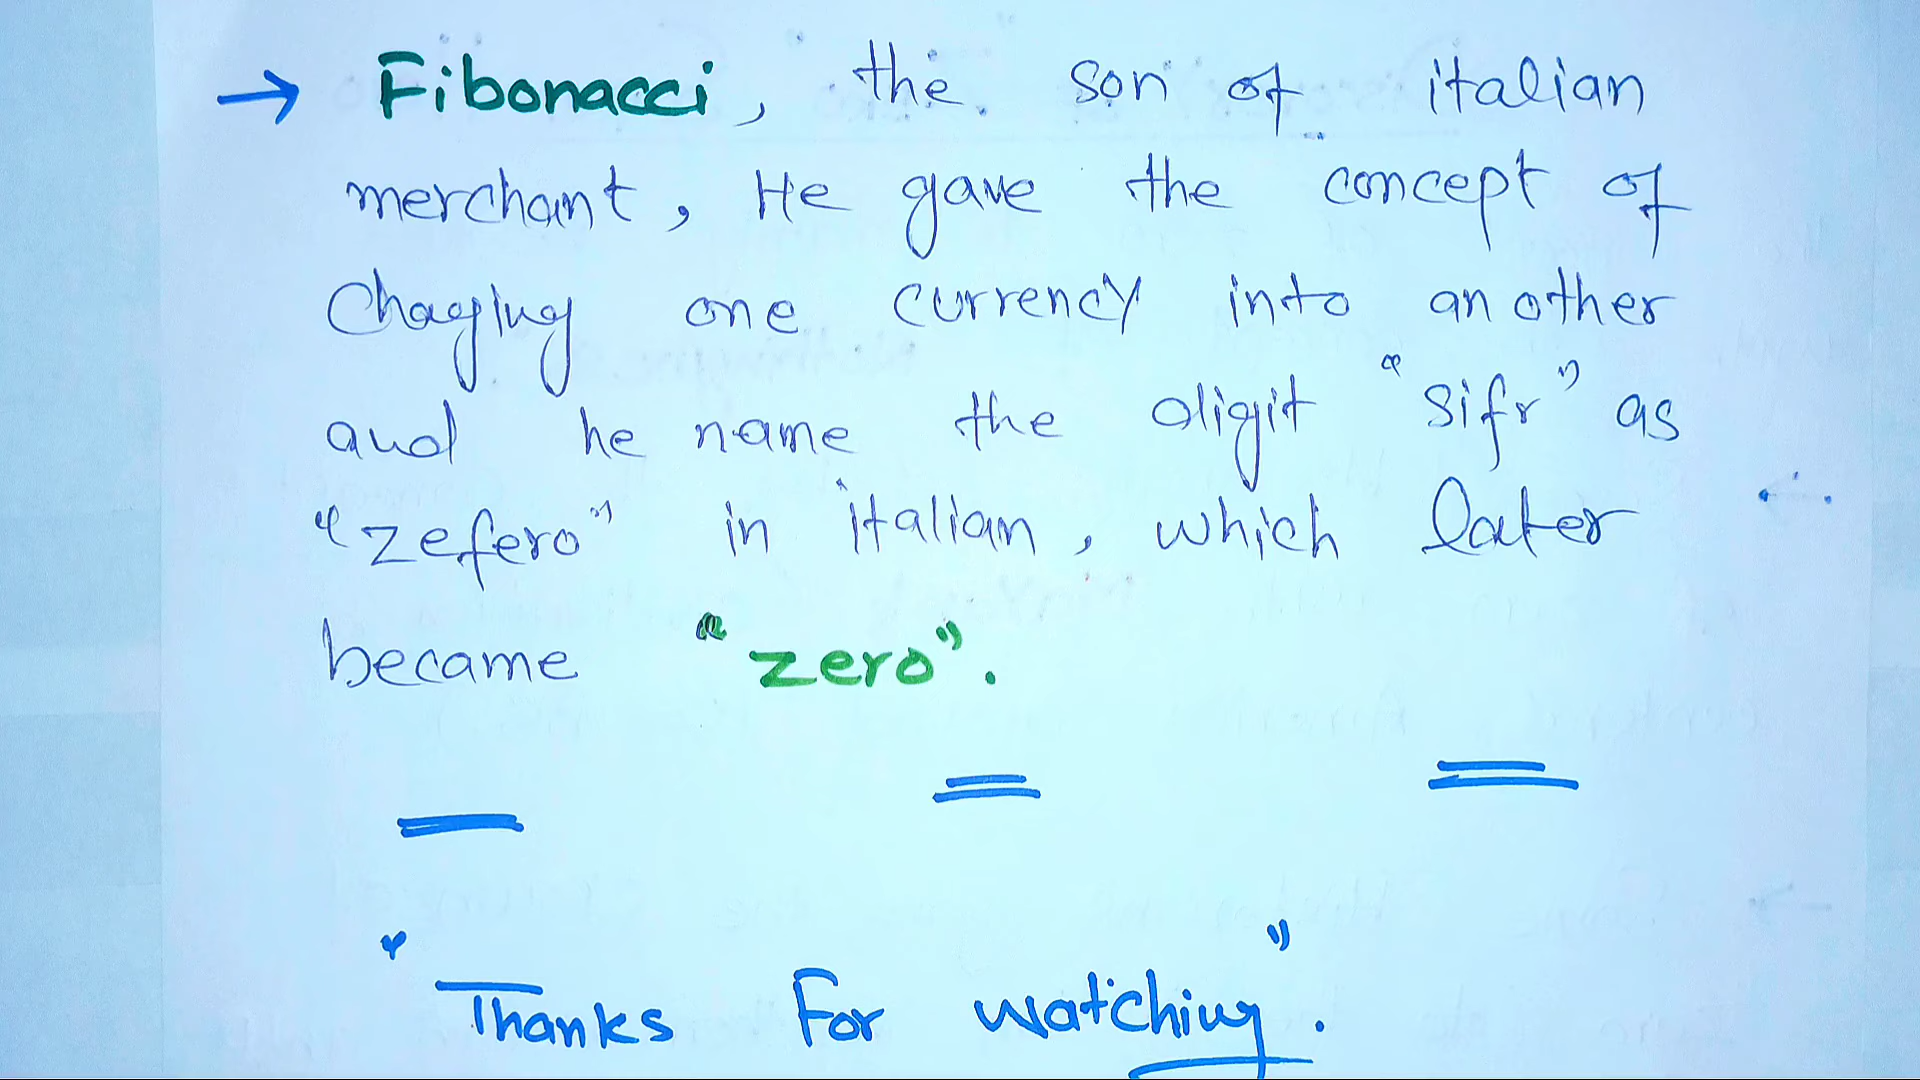 → Fibonacci, the son of italian
merchant, He gave the concept of
Chaging one currency into another
and he name the digit "sifr" as
"zefero" in italian, which later
became "zero".
"Thanks For watching".